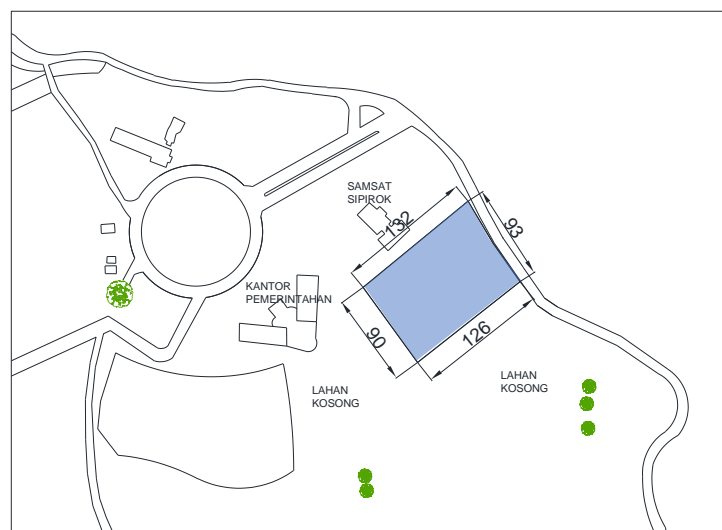 SAMSAT
SIPIROK
132
93
KANTOR
PEMERINTAHAN
90
126
LAHAN
KOSONG
LAHAN
KOSONG